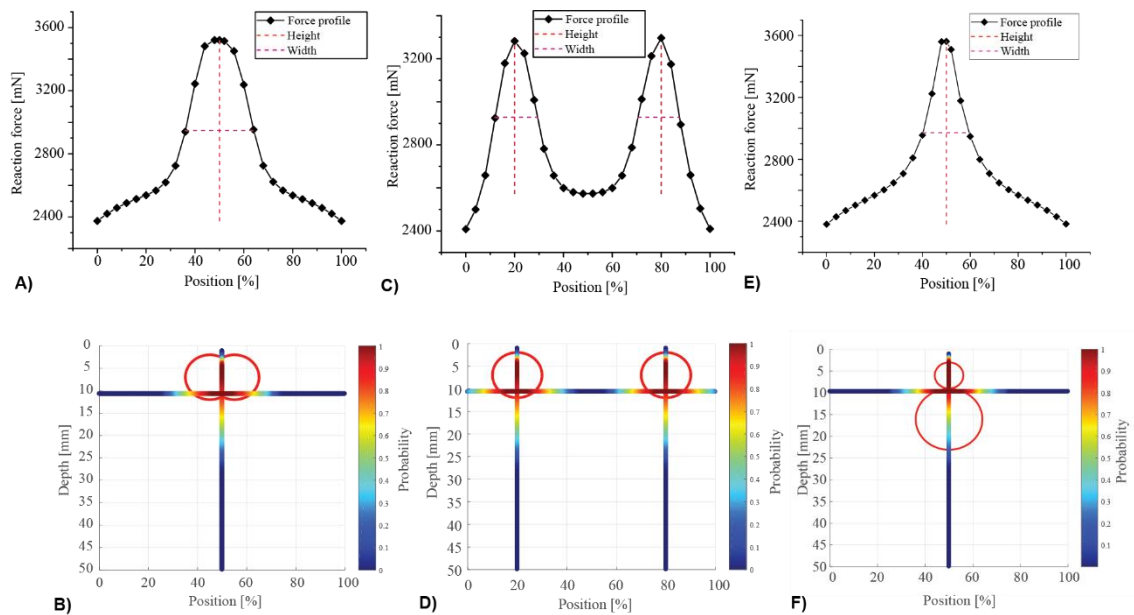 3600
3200
2800
2400
Reaction force [mN]
Force profile
Height
Width
0 20 40 60 80 100
Position [%]
A)
3200
2800
2400
Reaction force [mN]
Force profile
Height
Width
0 20 40 60 80 100
Position [%]
C)
3600
3200
2800
2400
Reaction force [mN]
Force profile
Height
Width
0 20 40 60 80 100
Position [%]
E)
0
5
10
15
20
25
30
35
40
45
50
Depth [mm]
0 20 40 60 80 100
Position [%]
1
0.9
0.8
0.7
0.6
0.5
0.4
0.3
0.2
0.1
0
Probability
B)
0
5
10
15
20
25
30
35
40
45
50
Depth [mm]
0 20 40 60 80 100
Position [%]
1
0.9
0.8
0.7
0.6
0.5
0.4
0.3
0.2
0.1
0
Probability
D)
0
5
10
15
20
25
30
35
40
45
50
Depth [mm]
0 20 40 60 80 100
Position [%]
1
0.9
0.8
0.7
0.6
0.5
0.4
0.3
0.2
0.1
Probability
F)